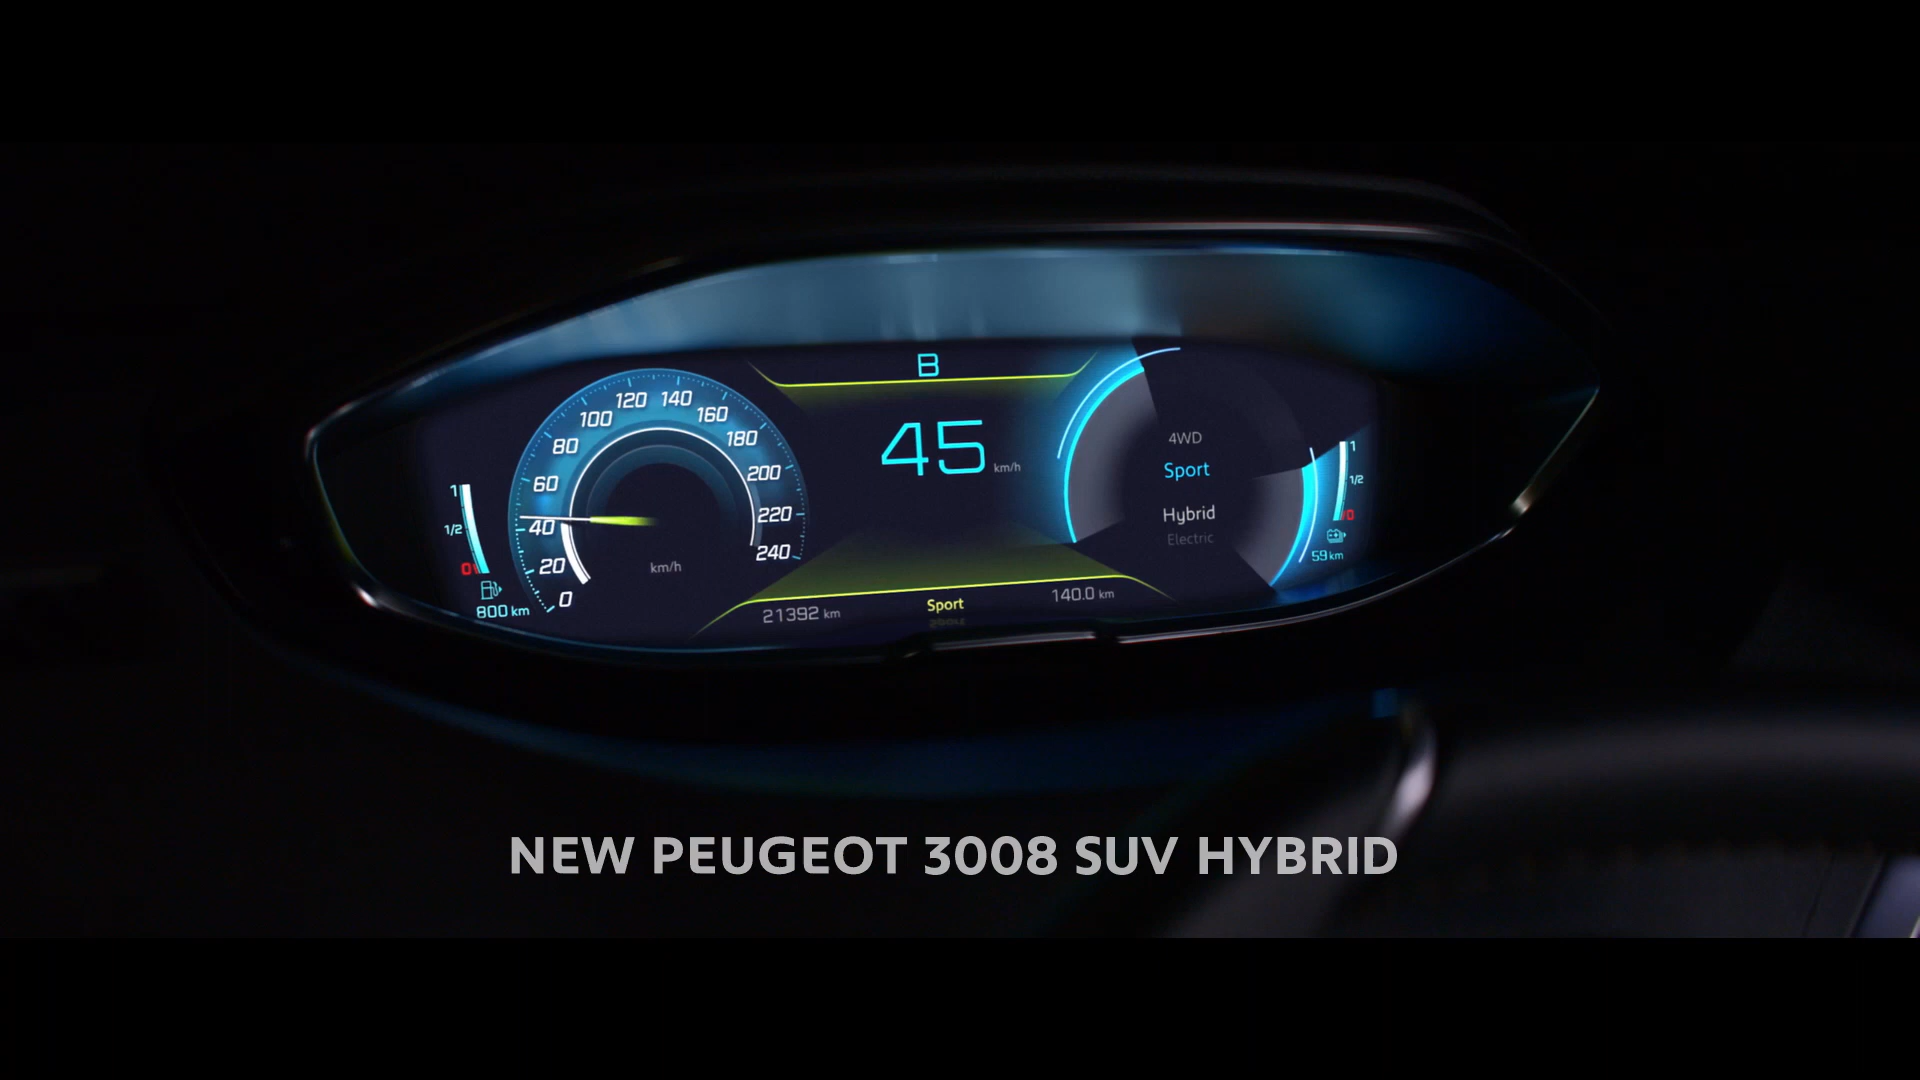 B
45 km/h
0
20
40
60
80
100
120
140
160
180
200
220
240
km/h
1
1/2
0
800 km
4WD
Sport
Hybrid
Electric
1
1/2
0
59 km
21392 km
Sport
140.0 km
NEW PEUGEOT 3008 SUV HYBRID